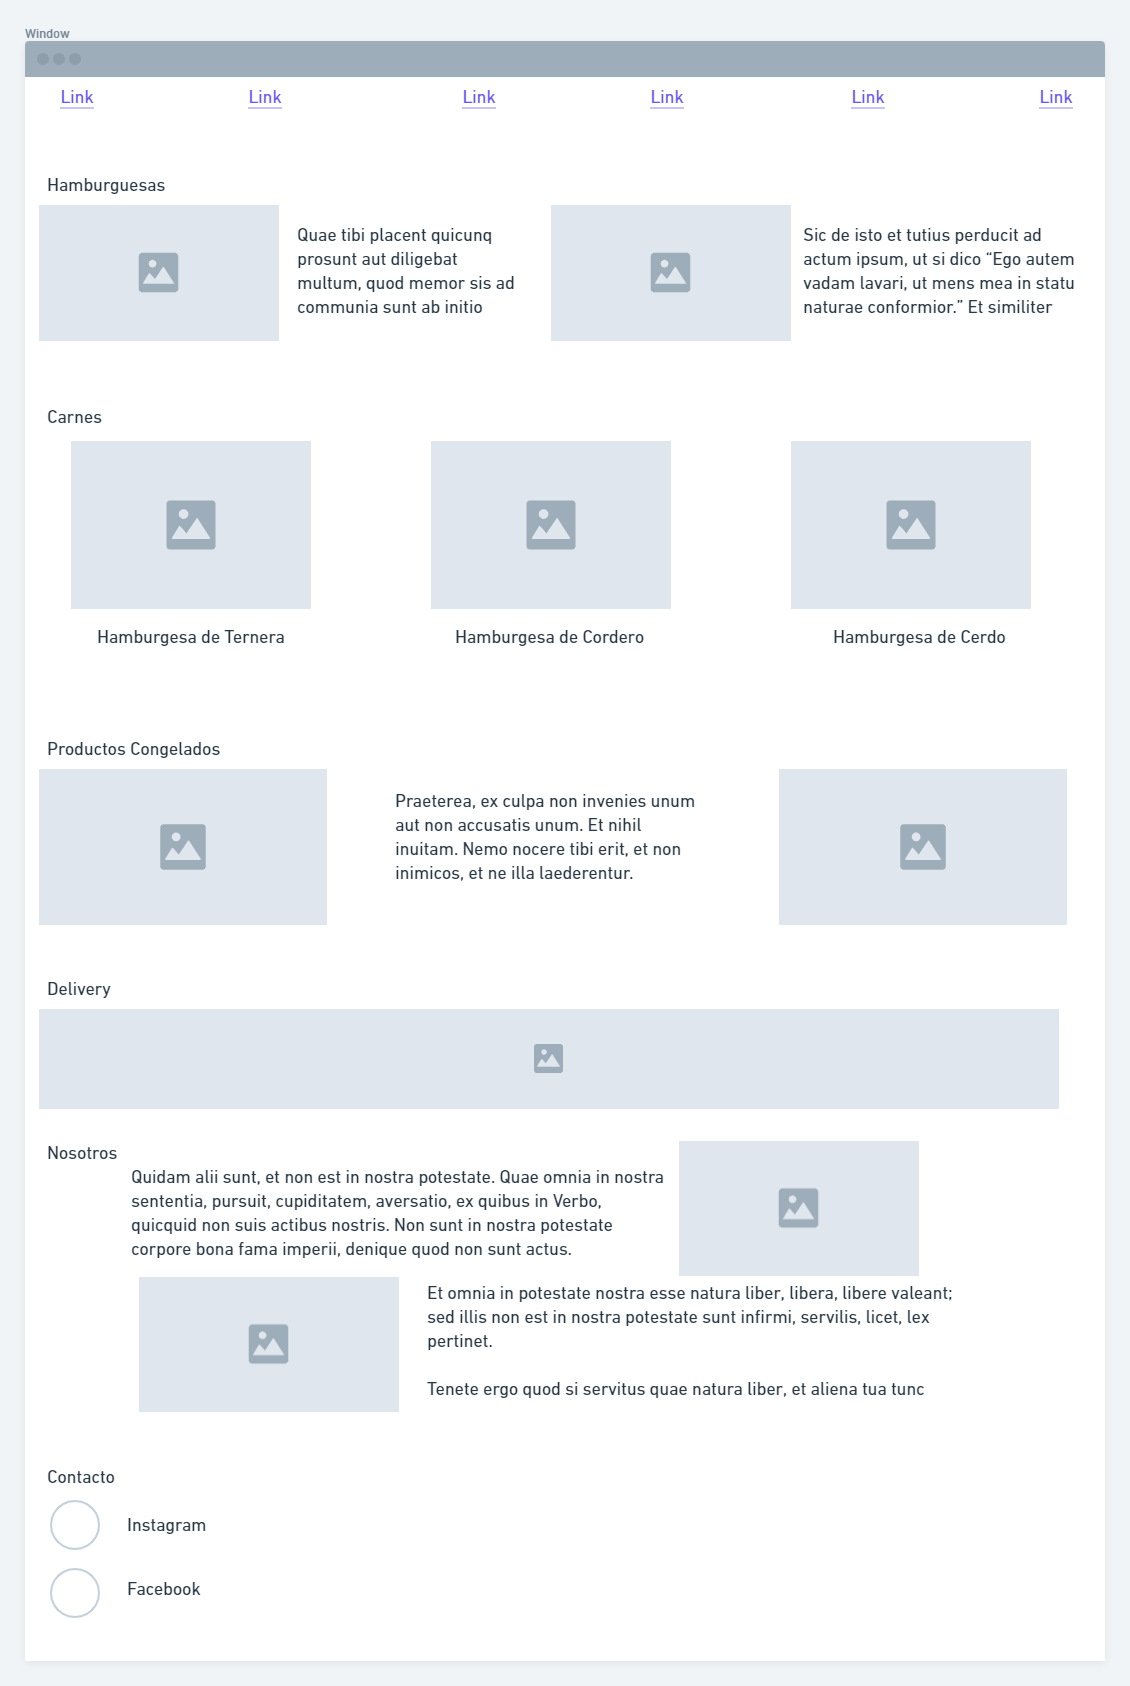 Window
Link Link Link Link Link Link
Hamburguesas
Quae tibi placent quicunq
prosunt aut diligebat
multum, quod memor sis ad
communia sunt ab initio
Sic de isto et tutius perducit ad
actum ipsum, ut si dico “Ego autem
vadam lavari, ut mens mea in statu
naturae conformior.” Et similiter
Carnes
Hamburgesa de Ternera
Hamburgesa de Cordero
Hamburgesa de Cerdo
Productos Congelados
Praeterea, ex culpa non invenies unum
aut non accusatis unum. Et nihil
inuitam. Nemo nocere tibi erit, et non
inimicos, et ne illa laederentur.
Delivery
Nosotros
Quidam alii sunt, et non est in nostra potestate. Quae omnia in nostra
sententia, pursuit, cupiditatem, aversatio, ex quibus in Verbo,
quicquid non suis actibus nostris. Non sunt in nostra potestate
corpore bona fama imperii, denique quod non sunt actus.
Et omnia in potestate nostra esse natura liber, libera, libere valeant;
sed illis non est in nostra potestate sunt infirmi, servilis, licet, lex
pertinet.
Tenete ergo quod si servitus quae natura liber, et aliena tua tunc
Contacto
Instagram
Facebook